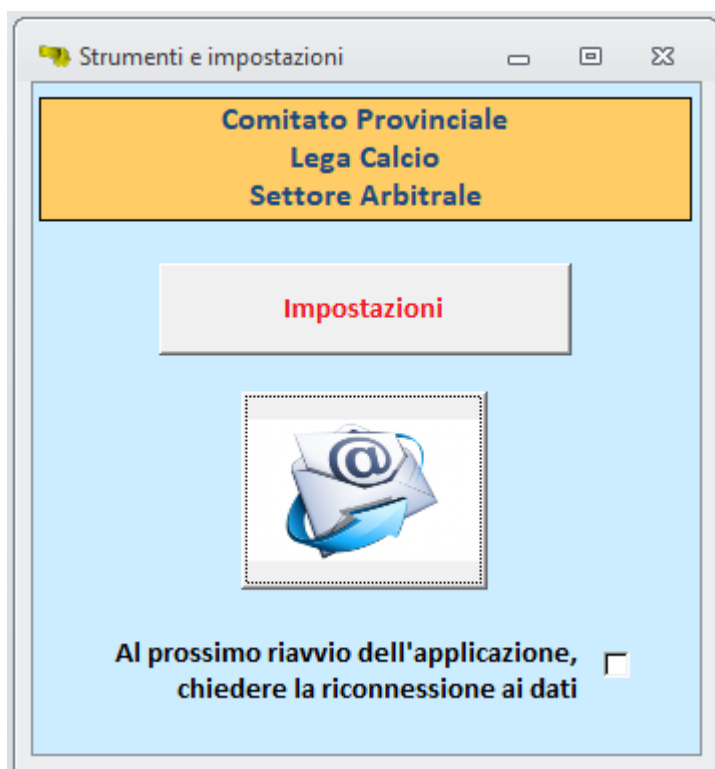 Strumenti e impostazioni
Comitato Provinciale
Lega Calcio
Settore Arbitrale
Impostazioni
@
Al prossimo riavvio dell'applicazione,
chiedere la riconnessione ai dati